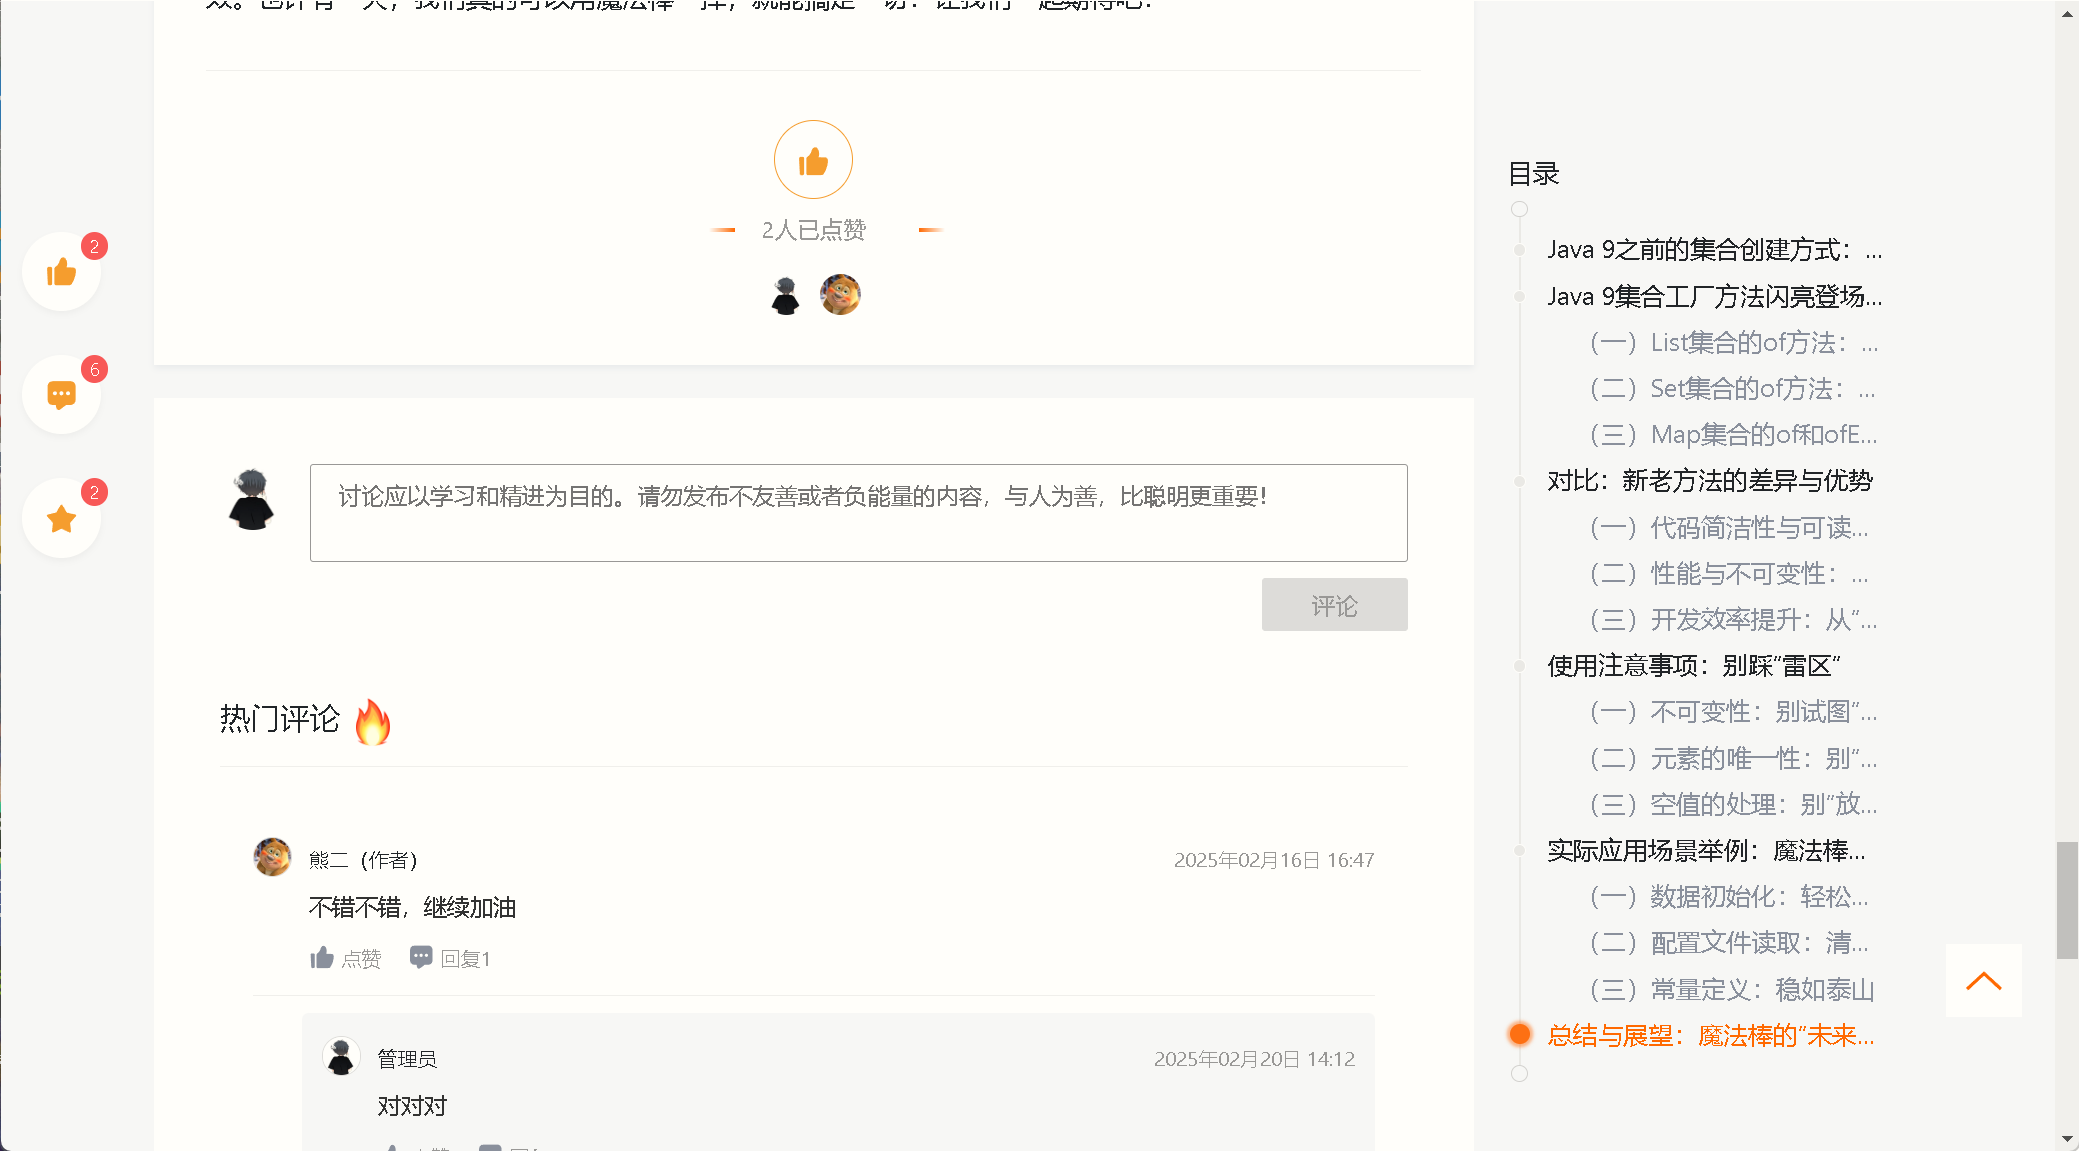 2
6
2
2人已点赞
讨论应以学习和精进为目的。请勿发布不友善或者负能量的内容，与人为善，比聪明更重要！
评论
热门评论
熊二（作者）
2025年02月16日 16:47
不错不错，继续加油
点赞 回复1
管理员
2025年02月20日 14:12
对对对
目录
Java 9之前的集合创建方式：...
Java 9集合工厂方法闪亮登场...
（一）List集合的of方法：...
（二）Set集合的of方法：...
（三）Map集合的of和ofE...
对比：新老方法的差异与优势
（一）代码简洁性与可读...
（二）性能与不可变性：...
（三）开发效率提升：从“...
使用注意事项：别踩“雷区”
（一）不可变性：别试图“...
（二）元素的唯一性：别“...
（三）空值的处理：别“放...
实际应用场景举例：魔法棒...
（一）数据初始化：轻松...
（二）配置文件读取：清...
（三）常量定义：稳如泰山
总结与展望：魔法棒的“未来...